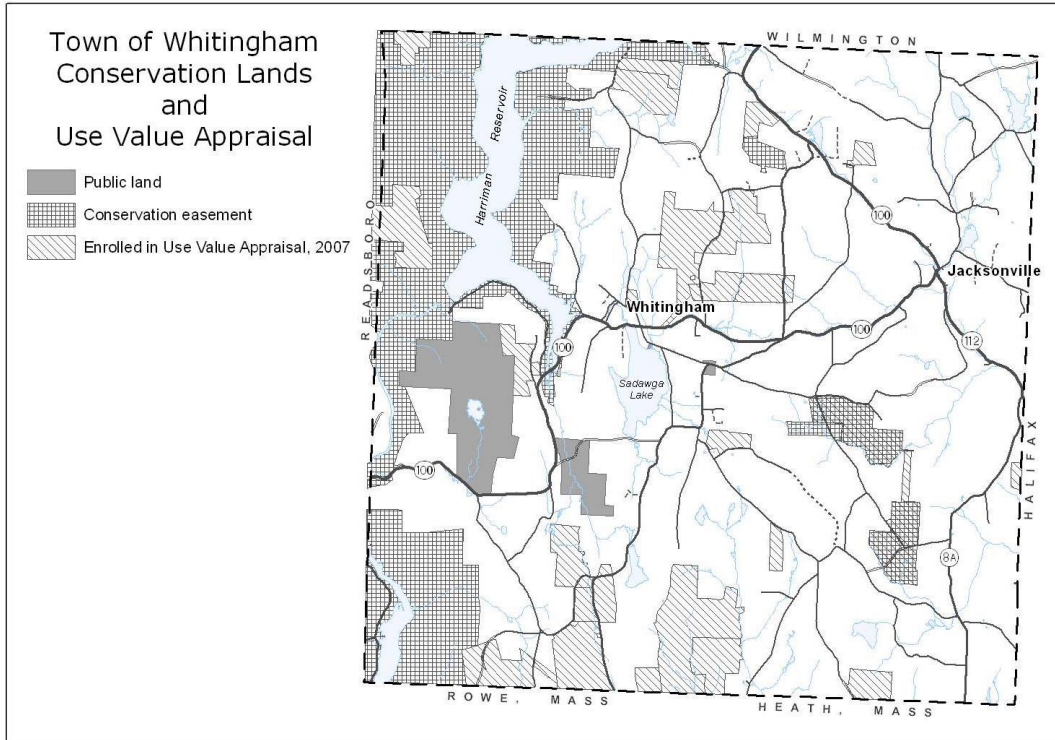 Town of Whitingham
Conservation Lands
and
Use Value Appraisal
Public land
Conservation easement
Enrolled in Use Value Appraisal, 2007
WILMINGTON
Harriman Reservoir
READSBORO
100
Jacksonville
Whitingham
100
100
112
Sadawga
Lake
HALIFAX
100
8A
ROWE, MASS
HEATH, MASS